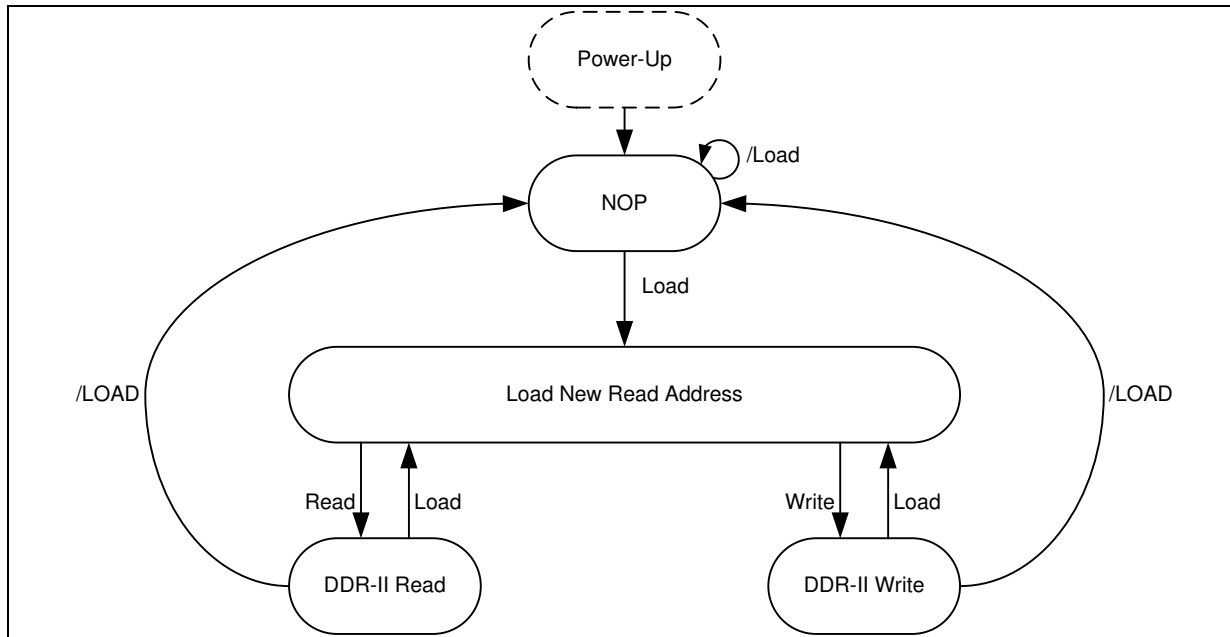 Power-Up
/Load
NOP
Load
/LOAD
Load New Read Address
/LOAD
Read
Load
Write
Load
DDR-II Read
DDR-II Write